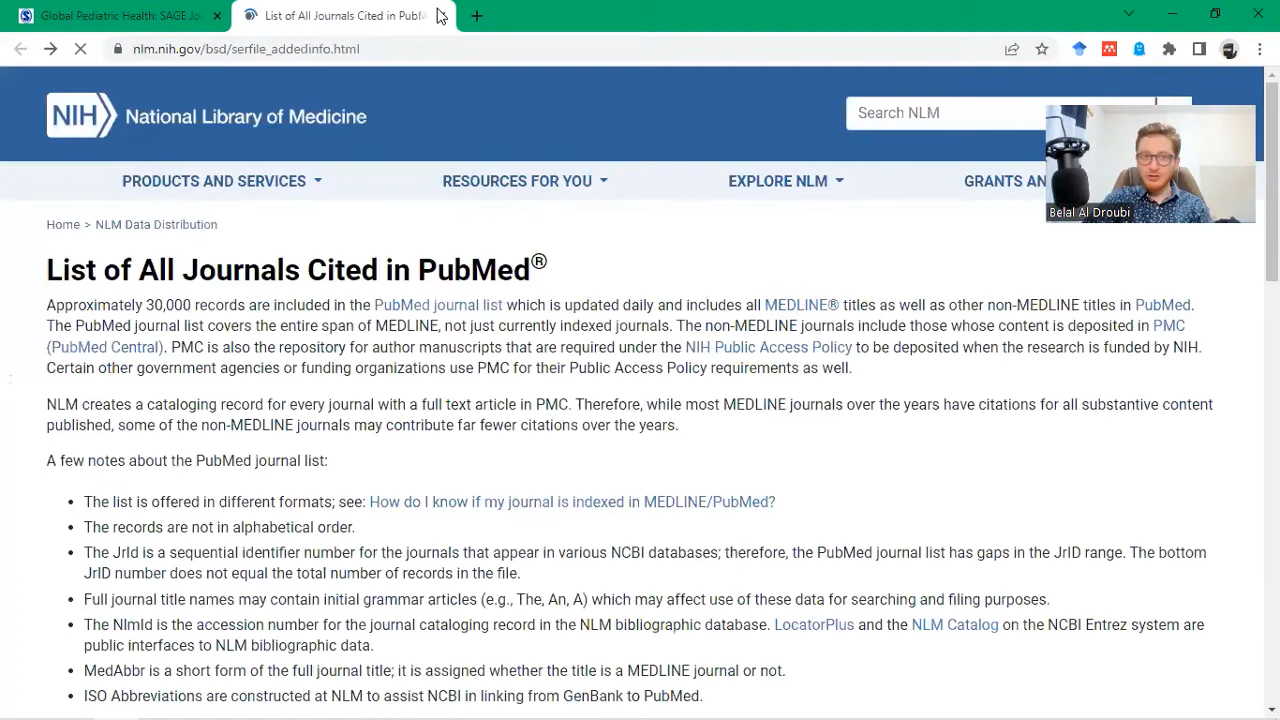 Global Pediatric Health: SAGE Jo
List of All Journals Cited in PubM
nlm.nih.gov/bsd/serfile_addedinfo.html
NIH National Library of Medicine
Search NLM
PRODUCTS AND SERVICES
RESOURCES FOR YOU
EXPLORE NLM
GRANTS AN
Belal Al Droubi
Home > NLM Data Distribution
List of All Journals Cited in PubMed®
Approximately 30,000 records are included in the PubMed journal list which is updated daily and includes all MEDLINE® titles as well as other non-MEDLINE titles in PubMed.
The PubMed journal list covers the entire span of MEDLINE, not just currently indexed journals. The non-MEDLINE journals include those whose content is deposited in PMC
(PubMed Central). PMC is also the repository for author manuscripts that are required under the NIH Public Access Policy to be deposited when the research is funded by NIH.
Certain other government agencies or funding organizations use PMC for their Public Access Policy requirements as well.
NLM creates a cataloging record for every journal with a full text article in PMC. Therefore, while most MEDLINE journals over the years have citations for all substantive content
published, some of the non-MEDLINE journals may contribute far fewer citations over the years.
A few notes about the PubMed journal list:
• The list is offered in different formats; see: How do I know if my journal is indexed in MEDLINE/PubMed?
• The records are not in alphabetical order.
• The JrId is a sequential identifier number for the journals that appear in various NCBI databases; therefore, the PubMed journal list has gaps in the JrID range. The bottom
JrID number does not equal the total number of records in the file.
• Full journal title names may contain initial grammar articles (e.g., The, An, A) which may affect use of these data for searching and filing purposes.
• The NlmId is the accession number for the journal cataloging record in the NLM bibliographic database. LocatorPlus and the NLM Catalog on the NCBI Entrez system are
public interfaces to NLM bibliographic data.
• MedAbbr is a short form of the full journal title; it is assigned whether the title is a MEDLINE journal or not.
• ISO Abbreviations are constructed at NLM to assist NCBI in linking from GenBank to PubMed.